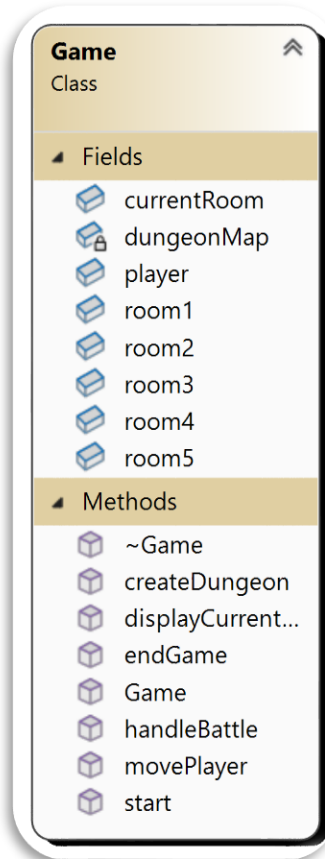 Game
Class
Fields
currentRoom
dungeonMap
player
room1
room2
room3
room4
room5
Methods
~Game
createDungeon
displayCurrent...
endGame
Game
handleBattle
movePlayer
start